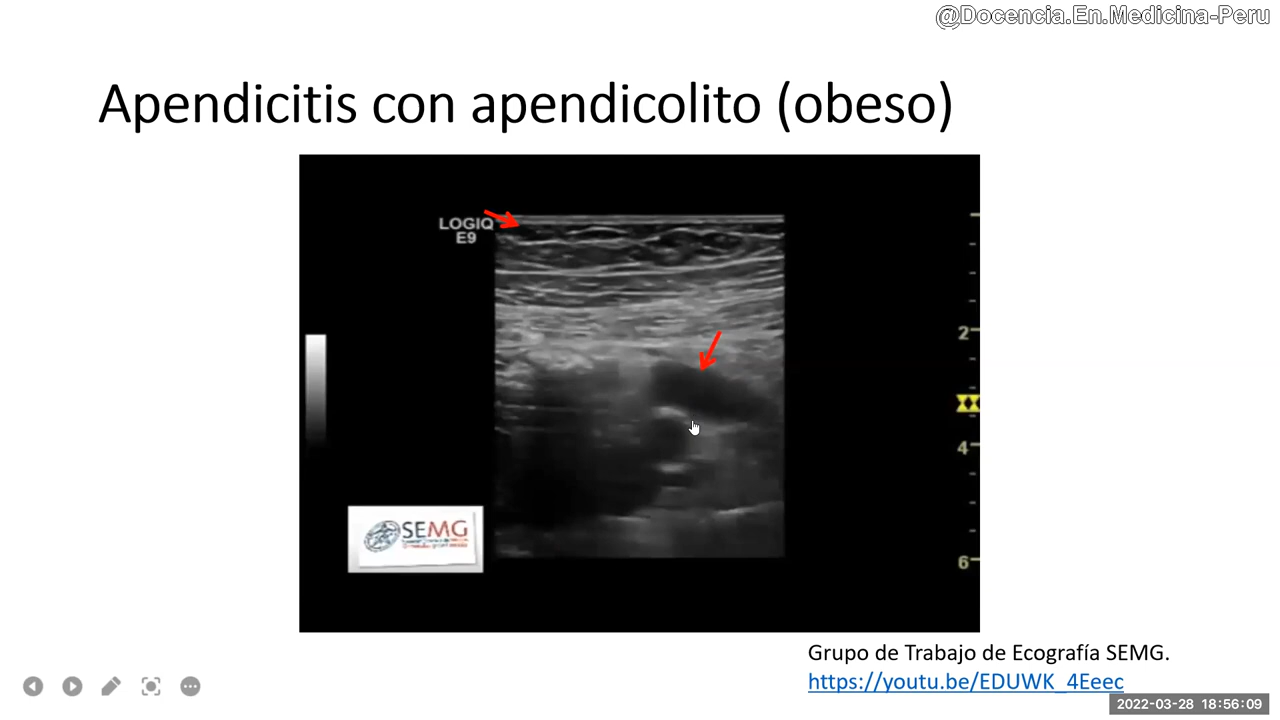 @Docencia.En.Medicina-Peru
Apendicitis con apendicolito (obeso)
LOGIQ
E9
2
4
6
SEMG
Grupo de Trabajo de Ecografía SEMG.
https://youtu.be/EDUWK_4Eeec
2022-03-28 18:56:09